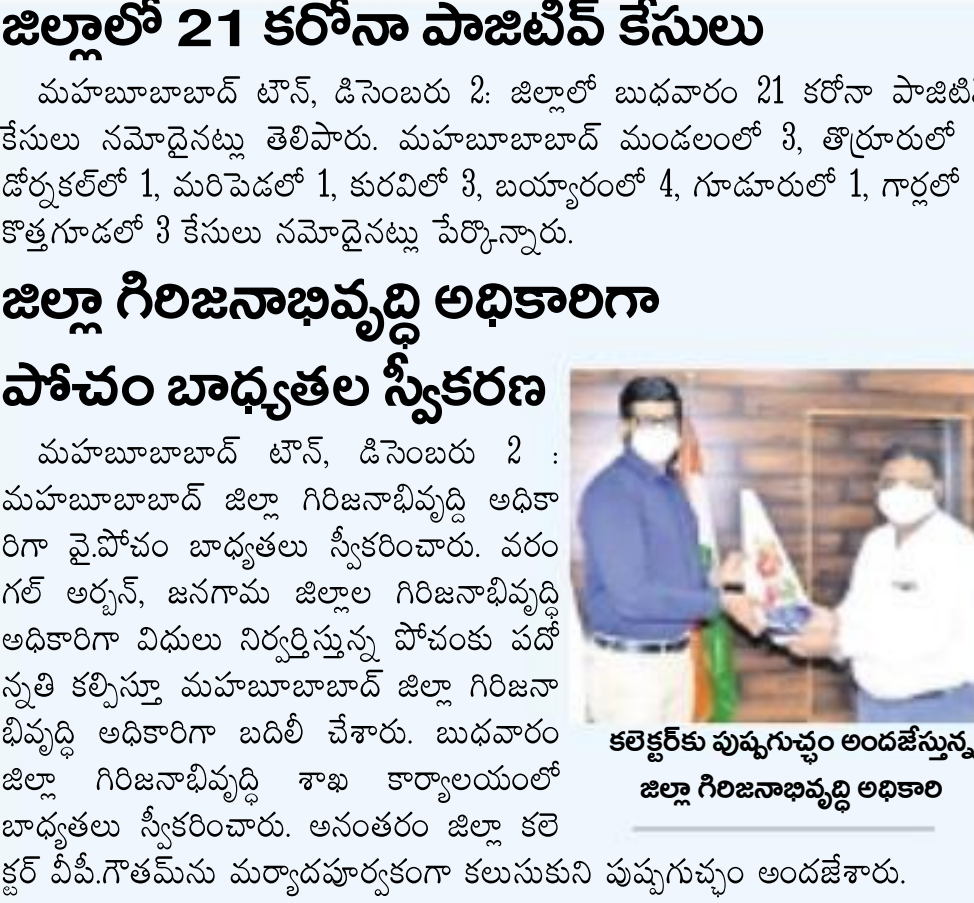 జిల్లాలో 21 కరోనా పాజిటివ్ కేసులు
మహబూబాబాద్ టౌన్, డిసెంబరు 2: జిల్లాలో బుధవారం 21 కరోనా
కేసులు నమోదైనట్లు తెలిపారు. మహబూబాబాద్ మండలంలో 3, తొర్రూరులో
డోర్నకల్‌లో 1, మరిపెడలో 1, కురవిలో 3, బయ్యారంలో 4, గూడూరులో 1, గార్లలో
కొత్తగూడలో 3 కేసులు నమోదైనట్లు పేర్కొన్నారు.
జిల్లా గిరిజనాభివృద్ధి అధికారిగా
పోచం బాధ్యతల స్వీకరణ
మహబూబాబాద్ టౌన్, డిసెంబరు 2 :
మహబూబాబాద్ జిల్లా గిరిజనాభివృద్ది అధికా
రిగా వై.పోచం బాధ్యతలు స్వీకరించారు. వరం
గల్ అర్బన్, జనగామ జిల్లాల గిరిజనాభివృద్ధి
అధికారిగా విధులు నిర్వర్తిస్తున్న పోచంకు పదో
న్నతి కల్పిస్తూ మహబూబాబాద్ జిల్లా గిరిజనా
భివృద్ధి అధికారిగా బదిలీ చేశారు. బుధవారం
జిల్లా గిరిజనాభివృద్ధి శాఖ కార్యాలయంలో
బాధ్యతలు స్వీకరించారు. అనంతరం జిల్లా కలె
క్టర్ వీపీ.గౌతమ్‌ను మర్యాదపూర్వకంగా కలుసుకుని పుష్పగుచ్ఛం అందజేశారు.
కలెక్టర్‌కు పుష్పగుచ్ఛం అందజేస్తున్న
జిల్లా గిరిజనాభివృద్ధి అధికారి